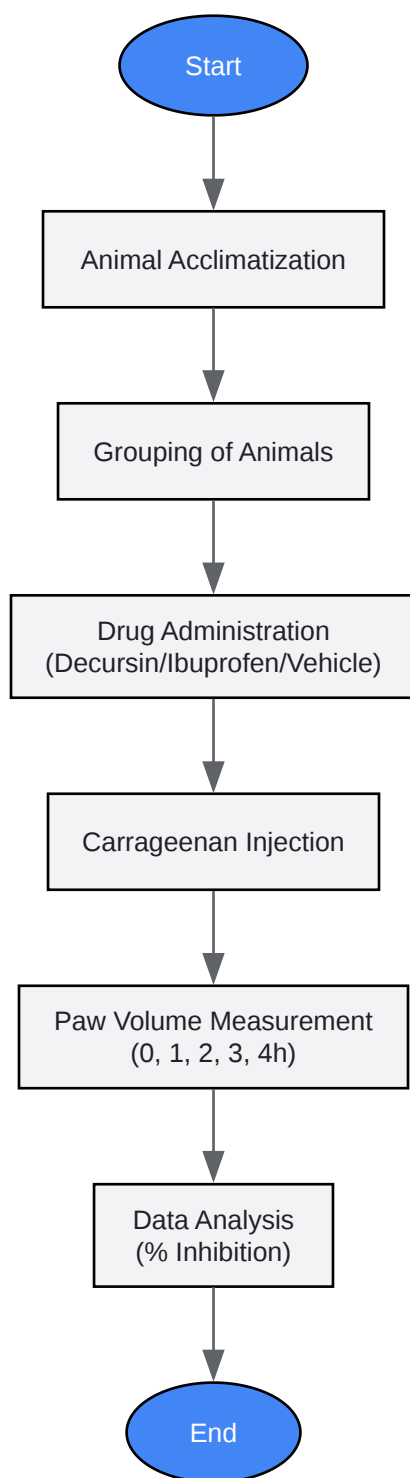 Start
Animal Acclimatization
Grouping of Animals
Drug Administration
(Decursin/Ibuprofen/Vehicle)
Carrageenan Injection
Paw Volume Measurement
(0, 1, 2, 3, 4h)
Data Analysis
(% Inhibition)
End